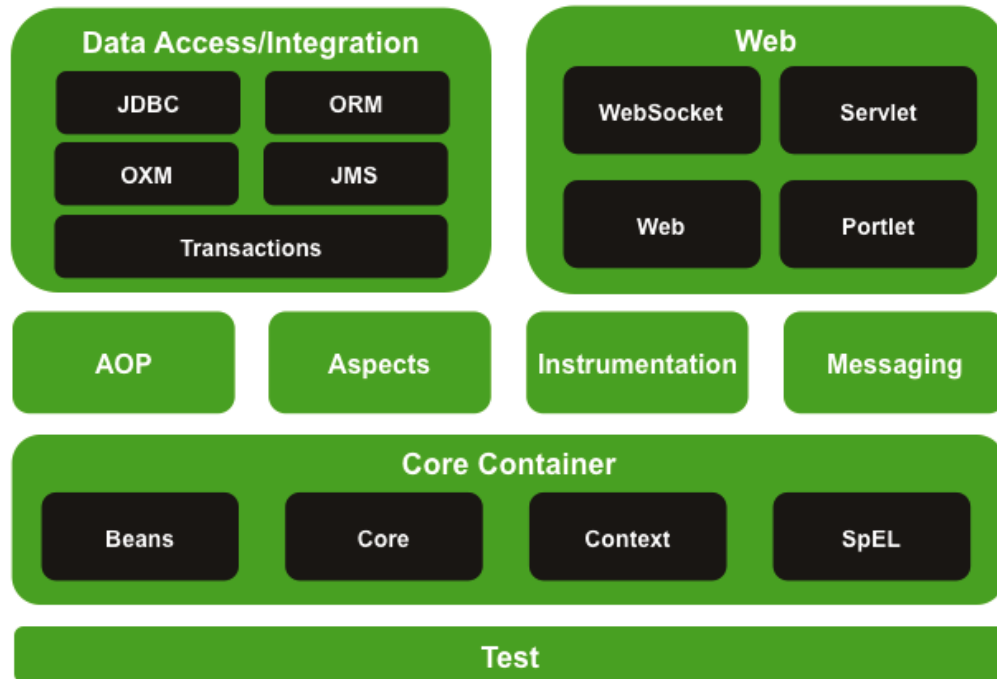 Data Access/Integration
JDBC
ORM
OXM
JMS
Transactions
Web
WebSocket
Servlet
Web
Portlet
AOP
Aspects
Instrumentation
Messaging
Core Container
Beans
Core
Context
SpEL
Test